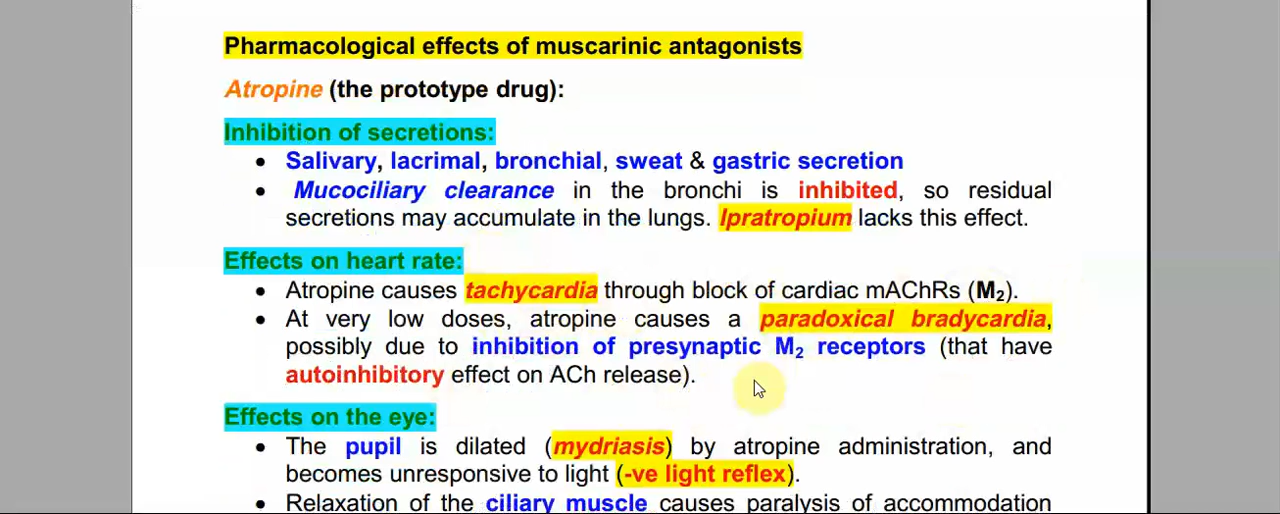 Pharmacological effects of muscarinic antagonists
Atropine (the prototype drug):
Inhibition of secretions:
• Salivary, lacrimal, bronchial, sweat & gastric secretion
• Mucociliary clearance in the bronchi is inhibited, so residual
secretions may accumulate in the lungs. Ipratropium lacks this effect.
Effects on heart rate:
• Atropine causes tachycardia through block of cardiac mAChRs (M₂).
• At very low doses, atropine causes a paradoxical bradycardia,
possibly due to inhibition of presynaptic M₂ receptors (that have
autoinhibitory effect on ACh release).
Effects on the eye:
• The pupil is dilated (mydriasis) by atropine administration, and
becomes unresponsive to light (-ve light reflex).
• Relaxation of the ciliary muscle causes paralysis of accommodation